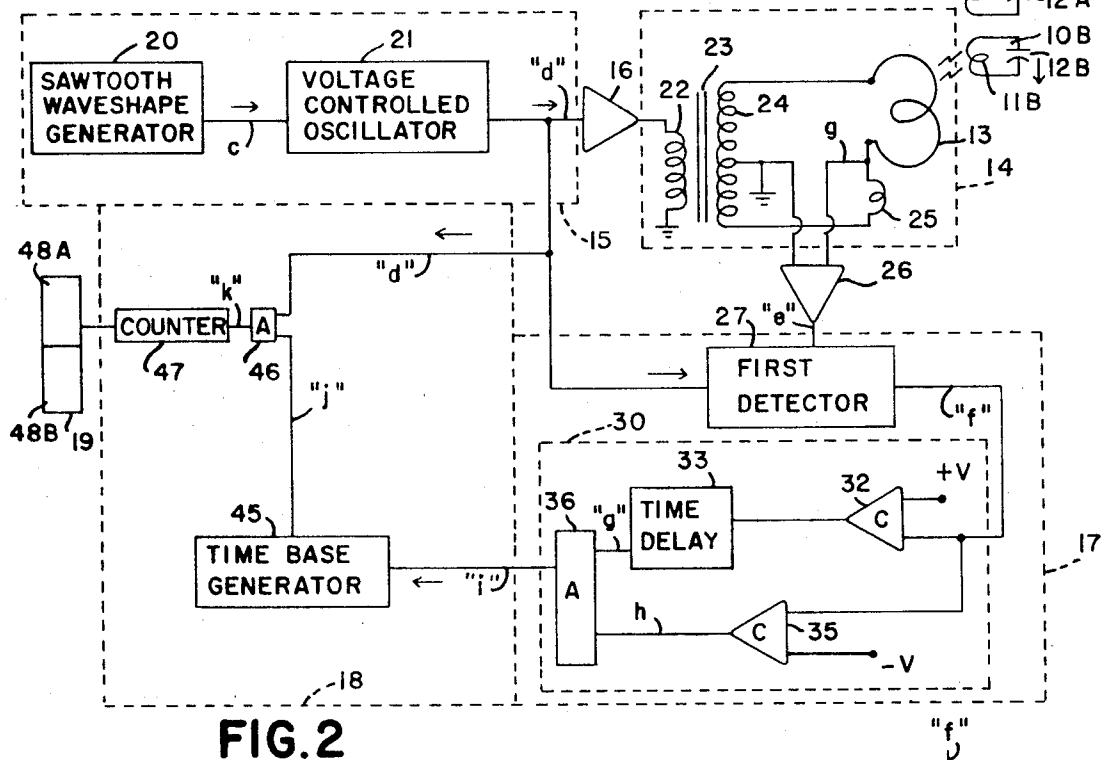 12A
20
21
"d"
16
23
22
24
10B
12B
11B
SAWTOOTH
WAVESHAPE
GENERATOR
c
VOLTAGE
CONTROLLED
OSCILLATOR
g
13
14
25
15
"d"
26
48A
"k"
COUNTER
A
47
46
48B
19
"j"
"e"
27
FIRST
DETECTOR
"f"
30
33
32
+V
36
"g"
TIME
DELAY
C
17
45
TIME BASE
GENERATOR
"i"
A
h
C
35
-V
18
FIG.2
"f"